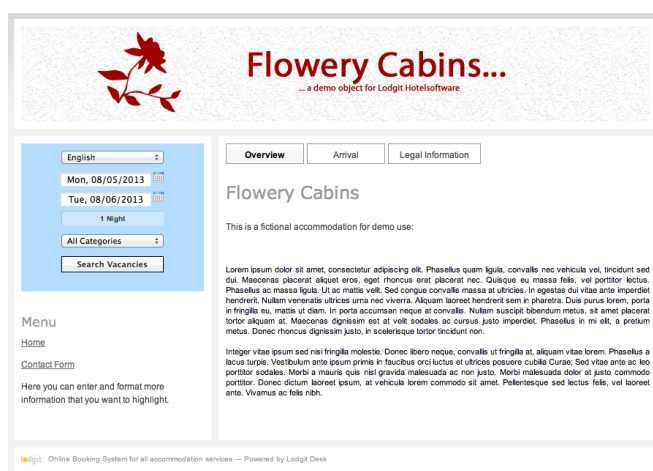 Flowery Cabins...
... a demo object for Lodgit Hotelsoftware
English
Mon, 08/05/2013
Tue, 08/06/2013
1 Night
All Categories
Search Vacancies
Menu
Home
Contact Form
Here you can enter and format more
information that you want to highlight.
Overview Arrival Legal Information
Flowery Cabins
This is a fictional accommodation for demo use:
Lorem ipsum dolor sit amet, consectetur adipiscing elit. Phasellus quam ligula, convallis nec vehicula vel, tincidunt sed
dui. Maecenas placerat aliquet eros, eget rhoncus erat placerat nec. Quisque eu massa felis, vel porttitor lectus.
Phasellus ac massa ligula. Ut ac mattis velit. Sed congue convallis massa at ultricies. In egestas dui vitae ante imperdiet
hendrerit. Nullam venenatis ultrices urna nec viverra. Aliquam laoreet hendrerit sem in pharetra. Duis purus lorem, porta
in fringilla eu, mattis ut diam. In porta accumsan neque at convallis. Nullam suscipit bibendum metus, sit amet placerat
tortor aliquam at. Maecenas dignissim est at velit sodales ac cursus justo imperdiet. Phasellus in mi elit, a pretium
metus. Donec rhoncus dignissim justo, in scelerisque tortor tincidunt non.
Integer vitae ipsum sed nisi fringilla molestie. Donec libero neque, convallis ut fringilla at, aliquam vitae lorem. Phasellus a
lacus turpis. Vestibulum ante ipsum primis in faucibus orci luctus et ultrices posuere cubilia Curae; Sed vitae ante ac leo
porttitor sodales. Morbi a mauris quis nisl gravida malesuada ac non justo. Morbi malesuada dolor at justo commodo
porttitor. Donec dictum laoreet ipsum, at vehicula lorem commodo sit amet. Pellentesque sed lectus felis, vel laoreet
ante. Vivamus ac felis nibh.
lodgit Online Booking System for all accommodation services — Powered by Lodgit Desk